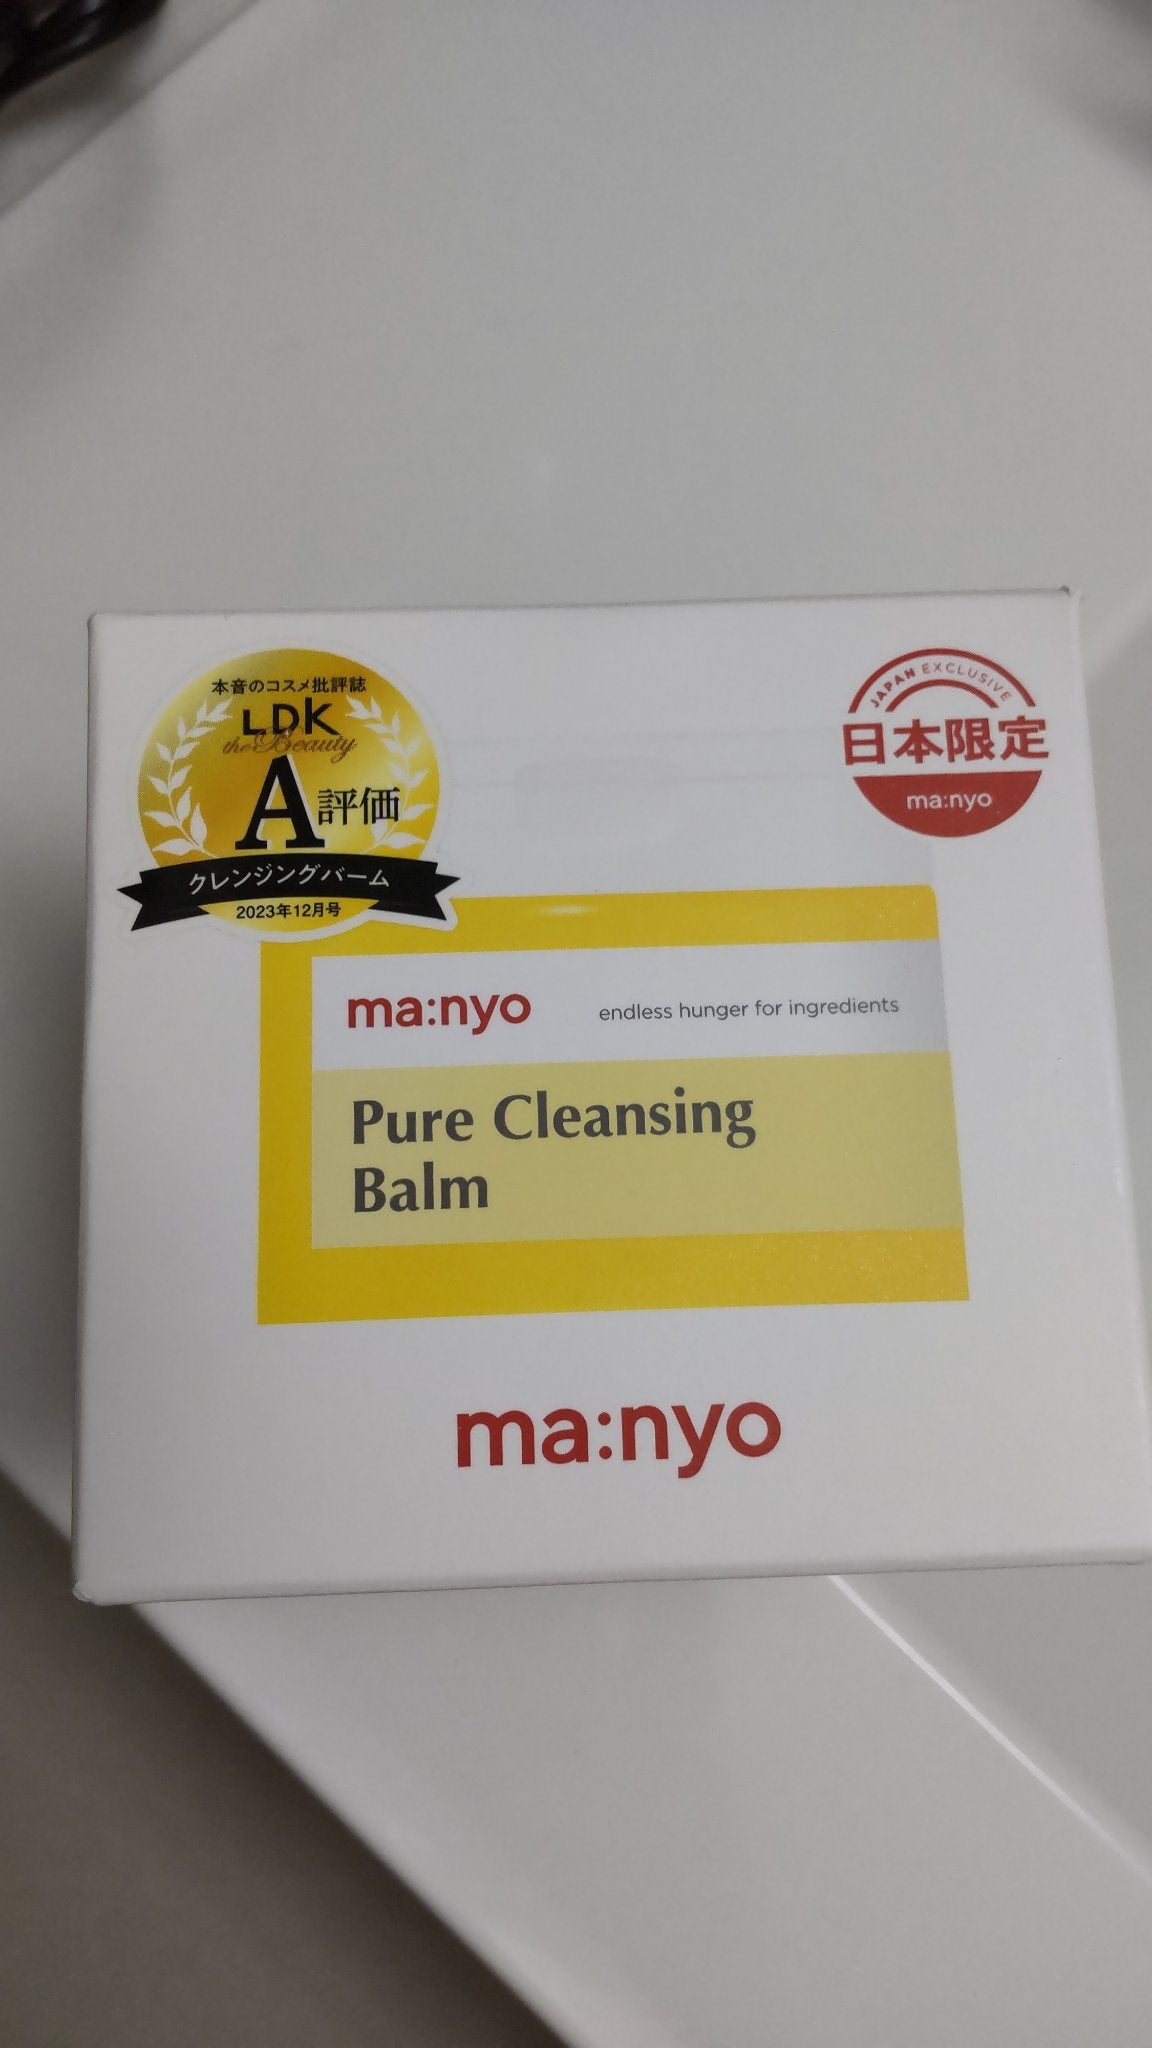 本音のコスメ批評誌
LDK
the Beauty
A評価
クレンジングバーム
2023年12月号
JAPAN EXCLUSIVE
日本限定
ma:nyo
ma:nyo endless hunger for ingredients
Pure Cleansing
Balm
ma:nyo